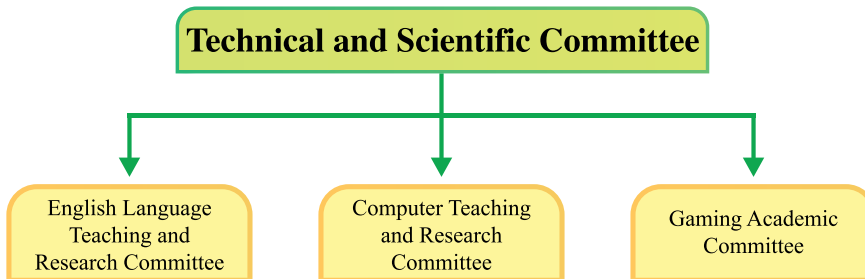 Technical and Scientific Committee
English Language
Teaching and
Research Committee
Computer Teaching
and Research
Committee
Gaming Academic
Committee